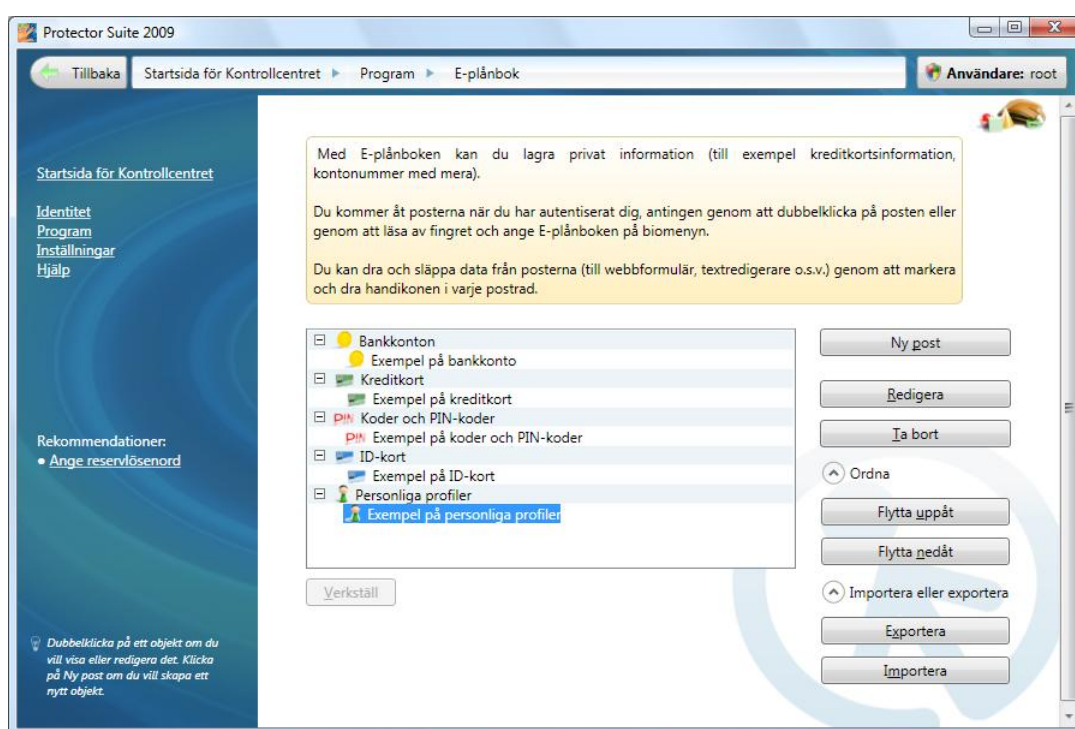 Protector Suite 2009
Tillbaka
Startsida för Kontrollcentret
Program
E-plånbok
Användare: root
Startsida för Kontrollcentret
Identitet
Program
Inställningar
Hjälp
Rekommendationer:
Ange reservlösenord
Dubbelklicka på ett objekt om du
vill visa eller redigera det. Klicka
på Ny post om du vill skapa ett
nytt objekt.
Med E-plånboken kan du lagra privat information (till exempel kreditkortsinformation,
kontonummer med mera).
Du kommer åt posterna när du har autentiserat dig, antingen genom att dubbelklicka på posten eller
genom att läsa av fingret och ange E-plånboken på biomenyn.
Du kan dra och släppa data från posterna (till webbformulär, textredigerare o.s.v.) genom att markera
och dra handikonen i varje postrad.
Bankkonton
Exempel på bankkonto
Kreditkort
Exempel på kreditkort
PIN Koder och PIN-koder
PIN Exempel på koder och PIN-koder
ID-kort
Exempel på ID-kort
Personliga profiler
Exempel på personliga profiler
Verkställ
Ny post
Redigera
Ta bort
Ordna
Flytta uppåt
Flytta nedåt
Importera eller exportera
Exportera
Importera